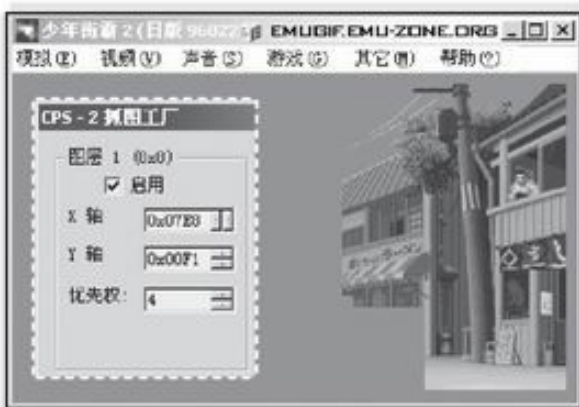 少年街霸 2 (日版 96022 EMUGIF.EMU-ZONE.ORG
模拟(E) 视频(V) 声音(S) 游戏(G) 其它(M) 帮助(?)
CPS - 2 抓图工厂
图层 1 (0x0)
启用
X 轴 0x07E8
Y 轴 0x00F1
优先权: 4